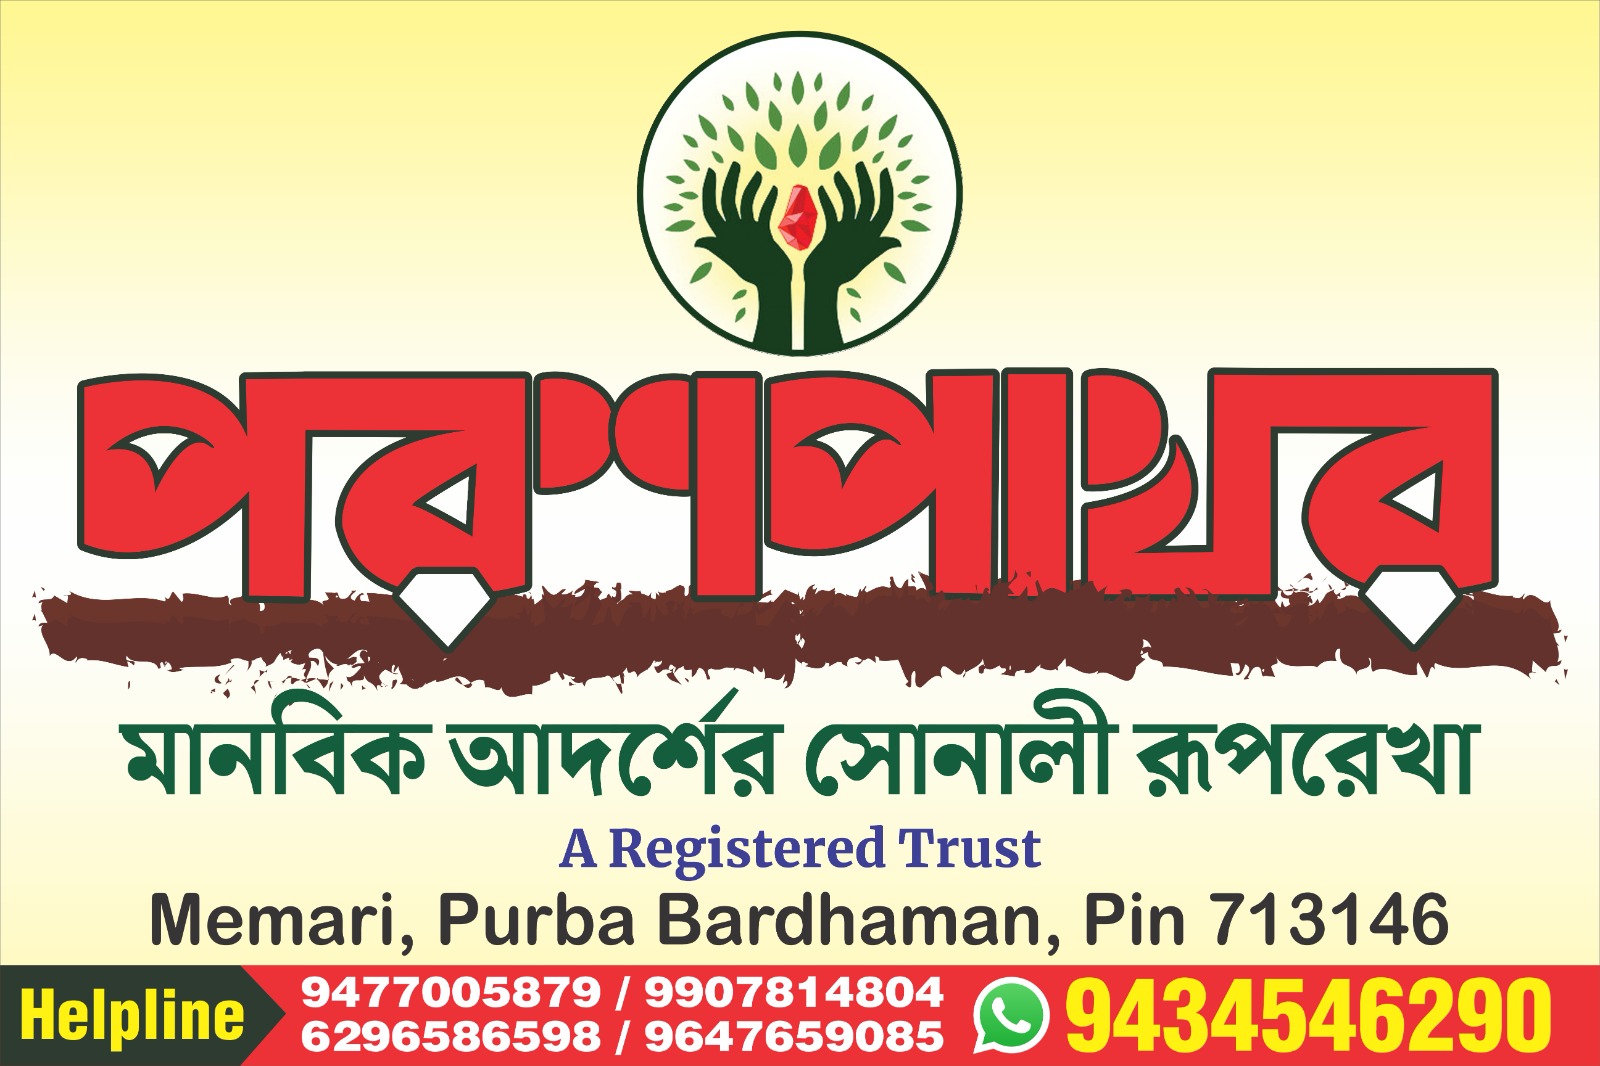 পরশপাথর
মানবিক আদর্শের সোনালী রূপরেখা
A Registered Trust
Memari, Purba Bardhaman, Pin 713146
Helpline
9477005879 / 9907814804
6296586598 / 9647659085
9434546290